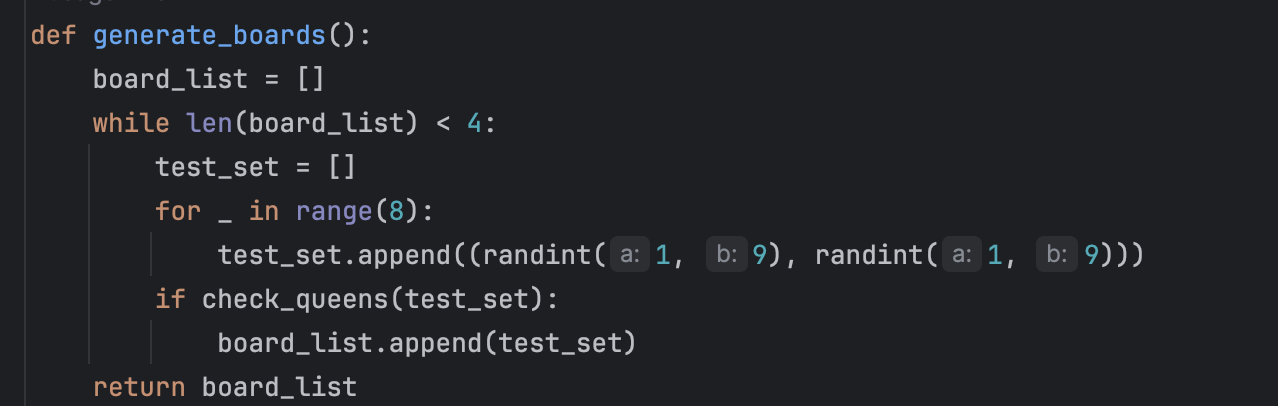 def generate_boards():
    board_list = []
    while len(board_list) < 4:
        test_set = []
        for _ in range(8):
            test_set.append((randint(a: 1, b: 9), randint(a: 1, b: 9)))
        if check_queens(test_set):
            board_list.append(test_set)
    return board_list